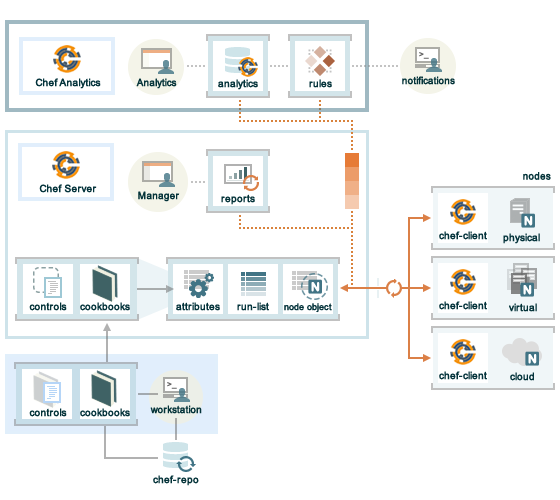 Chef Analytics
Analytics
analytics
rules
notifications
Chef Server
Manager
reports
nodes
chef-client
N
physical
controls
cookbooks
attributes
run-list
N
node object
chef-client
N
virtual
chef-client
N
cloud
controls
cookbooks
workstation
chef-repo